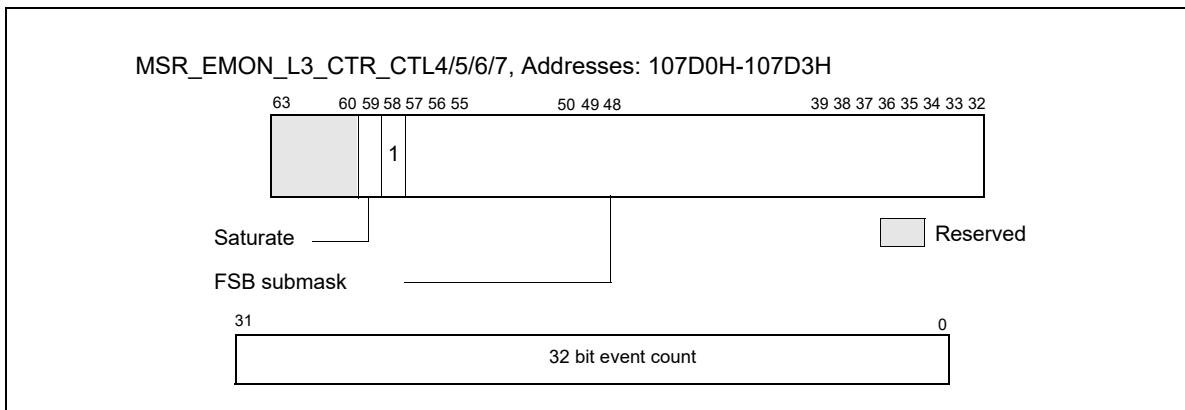 MSR_EMON_L3_CTR_CTL4/5/6/7, Addresses: 107D0H-107D3H
63 60 59 58 57 56 55 50 49 48 39 38 37 36 35 34 33 32
1
Saturate
Reserved
FSB submask
31 0
32 bit event count